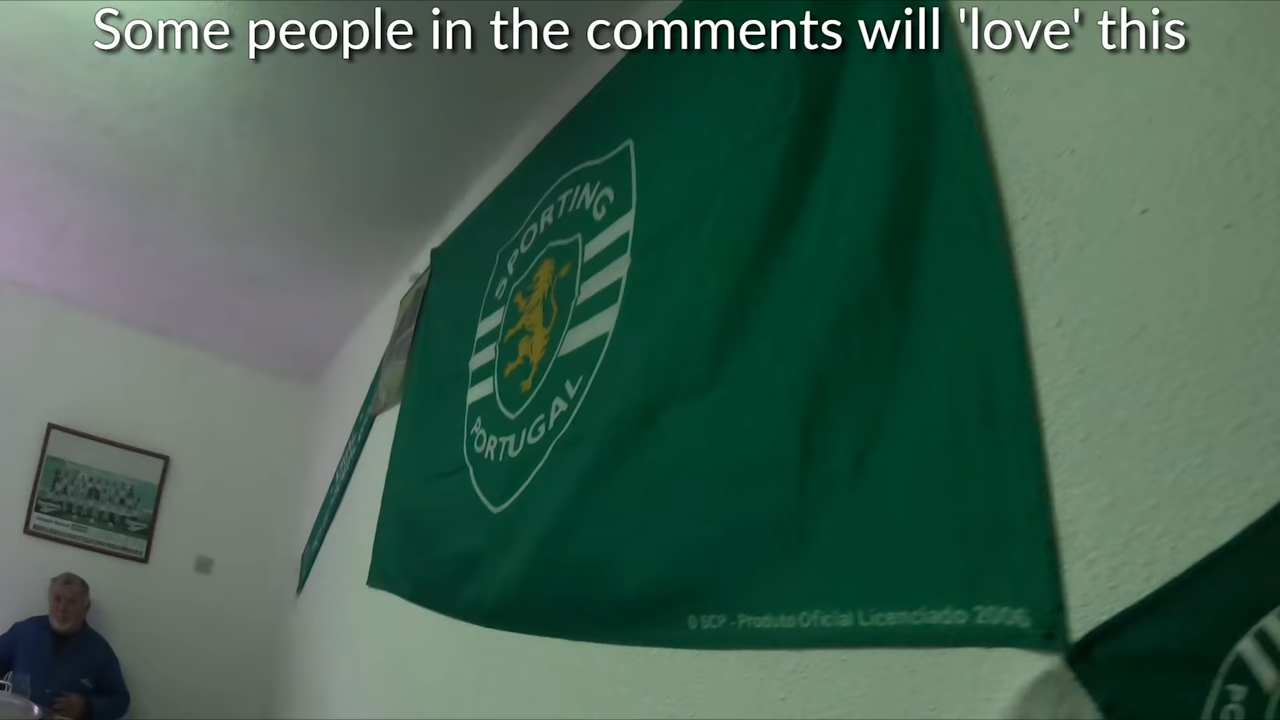 Some people in the comments will 'love' this
SPORTING
PORTUGAL
© SCP - Produto Oficial Licenciado 2006